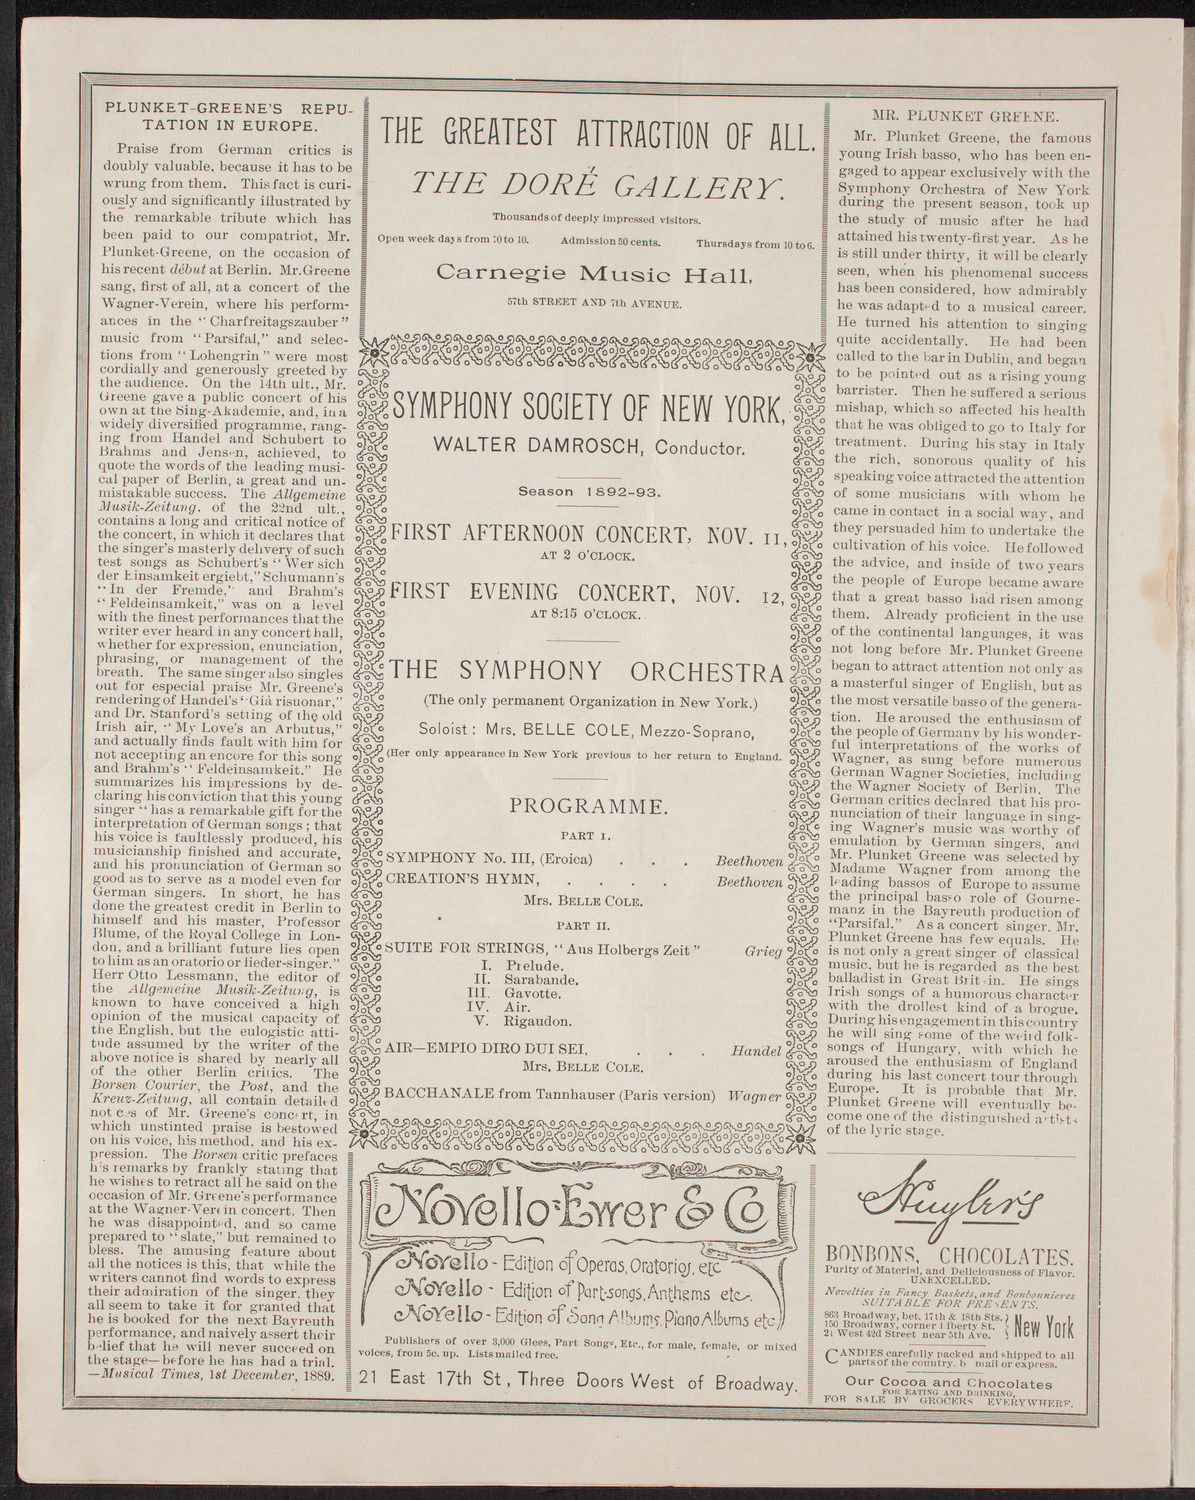 PLUNKET-GREENE'S REPU-
TATION IN EUROPE.
Praise from German critics is
doubly valuable, because it has to be
wrung from them. This fact is curi-
ously and significantly illustrated by
the remarkable tribute which has
been paid to our compatriot, Mr.
Plunket-Greene, on the occasion of
his recent début at Berlin. Mr. Greene
sang, first of all, at a concert of the
Wagner-Verein, where his perform-
ances in the "Charfreitagszauber"
music from "Parsifal," and selec-
tions from "Lohengrin" were most
cordially and generously greeted by
the audience. On the 14th ult., Mr.
Greene gave a public concert of his
own at the Sing-Akademie, and, in a
widely diversified programme, rang-
ing from Handel and Schubert to
Brahms and Jensen, achieved, to
quote the words of the leading musi-
cal paper of Berlin, a great and un-
mistakable success. The Allgemeine
Musik-Zeitung, of the 22nd ult.,
contains a long and critical notice of
the concert, in which it declares that
the singer's masterly delivery of such
test songs as Schubert's "Wer sich
der Einsamkeit ergiebt," Schumann's
"In der Fremde," and Brahm's
"Feldeinsamkeit," was on a level
with the finest performances that the
writer ever heard in any concert hall,
whether for expression, enunciation,
phrasing, or management of the
breath. The same singer also singles
out for especial praise Mr. Greene's
rendering of Handel's "Già risuonar,"
and Dr. Stanford's setting of the old
Irish air, "My Love's an Arbutus,"
and actually finds fault with him for
not accepting an encore for this song
and Brahm's "Feldeinsamkeit." He
summarizes his impressions by de-
claring his conviction that this young
singer "has a remarkable gift for the
interpretation of German songs; that
his voice is faultlessly produced, his
musicianship finished and accurate,
and his pronunciation of German so
good as to serve as a model even for
German singers. In short, he has
done the greatest credit in Berlin to
himself and his master, Professor
Blume, of the Royal College in Lon-
don, and a brilliant future lies open
to him as an oratorio or lieder-singer."
Herr Otto Lessmann, the editor of
the Allgemeine Musik-Zeitung, is
known to have conceived a high
opinion of the musical capacity of
the English, but the eulogistic atti-
tude assumed by the writer of the
above notice is shared by nearly all
of the other Berlin critics. The
Borsen Courier, the Post, and the
Kreuz-Zeitung, all contain detailed
notices of Mr. Greene's concert, in
which unstinted praise is bestowed
on his voice, his method, and his ex-
pression. The Borsen critic prefaces
his remarks by frankly stating that
he wishes to retract all he said on the
occasion of Mr. Greene's performance
at the Wagner-Verein concert. Then
he was disappointed, and so came
prepared to "slate," but remained to
bless. The amusing feature about
all the notices is this, that while the
writers cannot find words to express
their admiration of the singer, they
all seem to take it for granted that
he is booked for the next Bayreuth
performance, and naively assert their
belief that he will never succeed on
the stage—before he has had a trial.
—Musical Times, 1st December, 1889.
THE GREATEST ATTRACTION OF ALL.
THE DORÉ GALLERY.
Thousands of deeply impressed visitors.
Open week days from 10 to 10. Admission 50 cents. Thursdays from 10 to 6.
Carnegie Music Hall,
57th STREET AND 7th AVENUE.
SYMPHONY SOCIETY OF NEW YORK,
WALTER DAMROSCH, Conductor.
Season 1892-93.
FIRST AFTERNOON CONCERT, NOV. 11,
AT 2 O'CLOCK.
FIRST EVENING CONCERT, NOV. 12,
AT 8:15 O'CLOCK.
THE SYMPHONY ORCHESTRA
(The only permanent Organization in New York.)
Soloist: Mrs. BELLE COLE, Mezzo-Soprano,
(Her only appearance in New York previous to her return to England.
PROGRAMME.
PART I.
SYMPHONY No. III, (Eroica) . . . Beethoven
CREATION'S HYMN, . . . . Beethoven
Mrs. BELLE COLE.
PART II.
SUITE FOR STRINGS, "Aus Holbergs Zeit" Grieg
I. Prelude.
II. Sarabande.
III. Gavotte.
IV. Air.
V. Rigaudon.
AIR—EMPIO DIRO DUI SEI, . . . Handel
Mrs. BELLE COLE.
BACCHANALE from Tannhauser (Paris version) Wagner
Novello-Ewer & Co
Novello - Edition of Operas, Oratorios, etc
Novello - Edition of Part-songs, Anthems etc.
Novello - Edition of Song Albums, Piano Albums etc
Publishers of over 3,000 Glees, Part Songs, Etc., for male, female, or mixed
voices, from 5c. up. Lists mailed free.
21 East 17th St, Three Doors West of Broadway.
MR. PLUNKET GREENE.
Mr. Plunket Greene, the famous
young Irish basso, who has been en-
gaged to appear exclusively with the
Symphony Orchestra of New York
during the present season, took up
the study of music after he had
attained his twenty-first year. As he
is still under thirty, it will be clearly
seen, when his phenomenal success
has been considered, how admirably
he was adapted to a musical career.
He turned his attention to singing
quite accidentally. He had been
called to the bar in Dublin, and began
to be pointed out as a rising young
barrister. Then he suffered a serious
mishap, which so affected his health
that he was obliged to go to Italy for
treatment. During his stay in Italy
the rich, sonorous quality of his
speaking voice attracted the attention
of some musicians with whom he
came in contact in a social way, and
they persuaded him to undertake the
cultivation of his voice. He followed
the advice, and inside of two years
the people of Europe became aware
that a great basso had risen among
them. Already proficient in the use
of the continental languages, it was
not long before Mr. Plunket Greene
began to attract attention not only as
a masterful singer of English, but as
the most versatile basso of the genera-
tion. He aroused the enthusiasm of
the people of Germany by his wonder-
ful interpretations of the works of
Wagner, as sung before numerous
German Wagner Societies, including
the Wagner Society of Berlin. The
German critics declared that his pro-
nunciation of their language in sing-
ing Wagner's music was worthy of
emulation by German singers, and
Mr. Plunket Greene was selected by
Madame Wagner from among the
leading bassos of Europe to assume
the principal basso role of Gourne-
manz in the Bayreuth production of
"Parsifal." As a concert singer, Mr.
Plunket Greene has few equals. He
is not only a great singer of classical
music, but he is regarded as the best
balladist in Great Britain. He sings
Irish songs of a humorous character
with the drollest kind of a brogue.
During his engagement in this country
he will sing some of the weird folk-
songs of Hungary, with which he
aroused the enthusiasm of England
during his last concert tour through
Europe. It is probable that Mr.
Plunket Greene will eventually be-
come one of the distinguished artists
of the lyric stage.
Huyler's
BONBONS, CHOCOLATES.
Purity of Material, and Deliciousness of Flavor.
UNEXCELLED.
Novelties in Fancy Baskets, and Bonbonnieres
SUITABLE FOR PRESENTS.
863 Broadway, bet. 17th & 18th Sts.
150 Broadway, corner Liberty St.
21 West 42d Street near 5th Ave.
New York
CANDIES carefully packed and shipped to all
parts of the country. by mail or express.
Our Cocoa and Chocolates
FOR EATING AND DRINKING,
FOR SALE BY GROCERS EVERYWHERE.